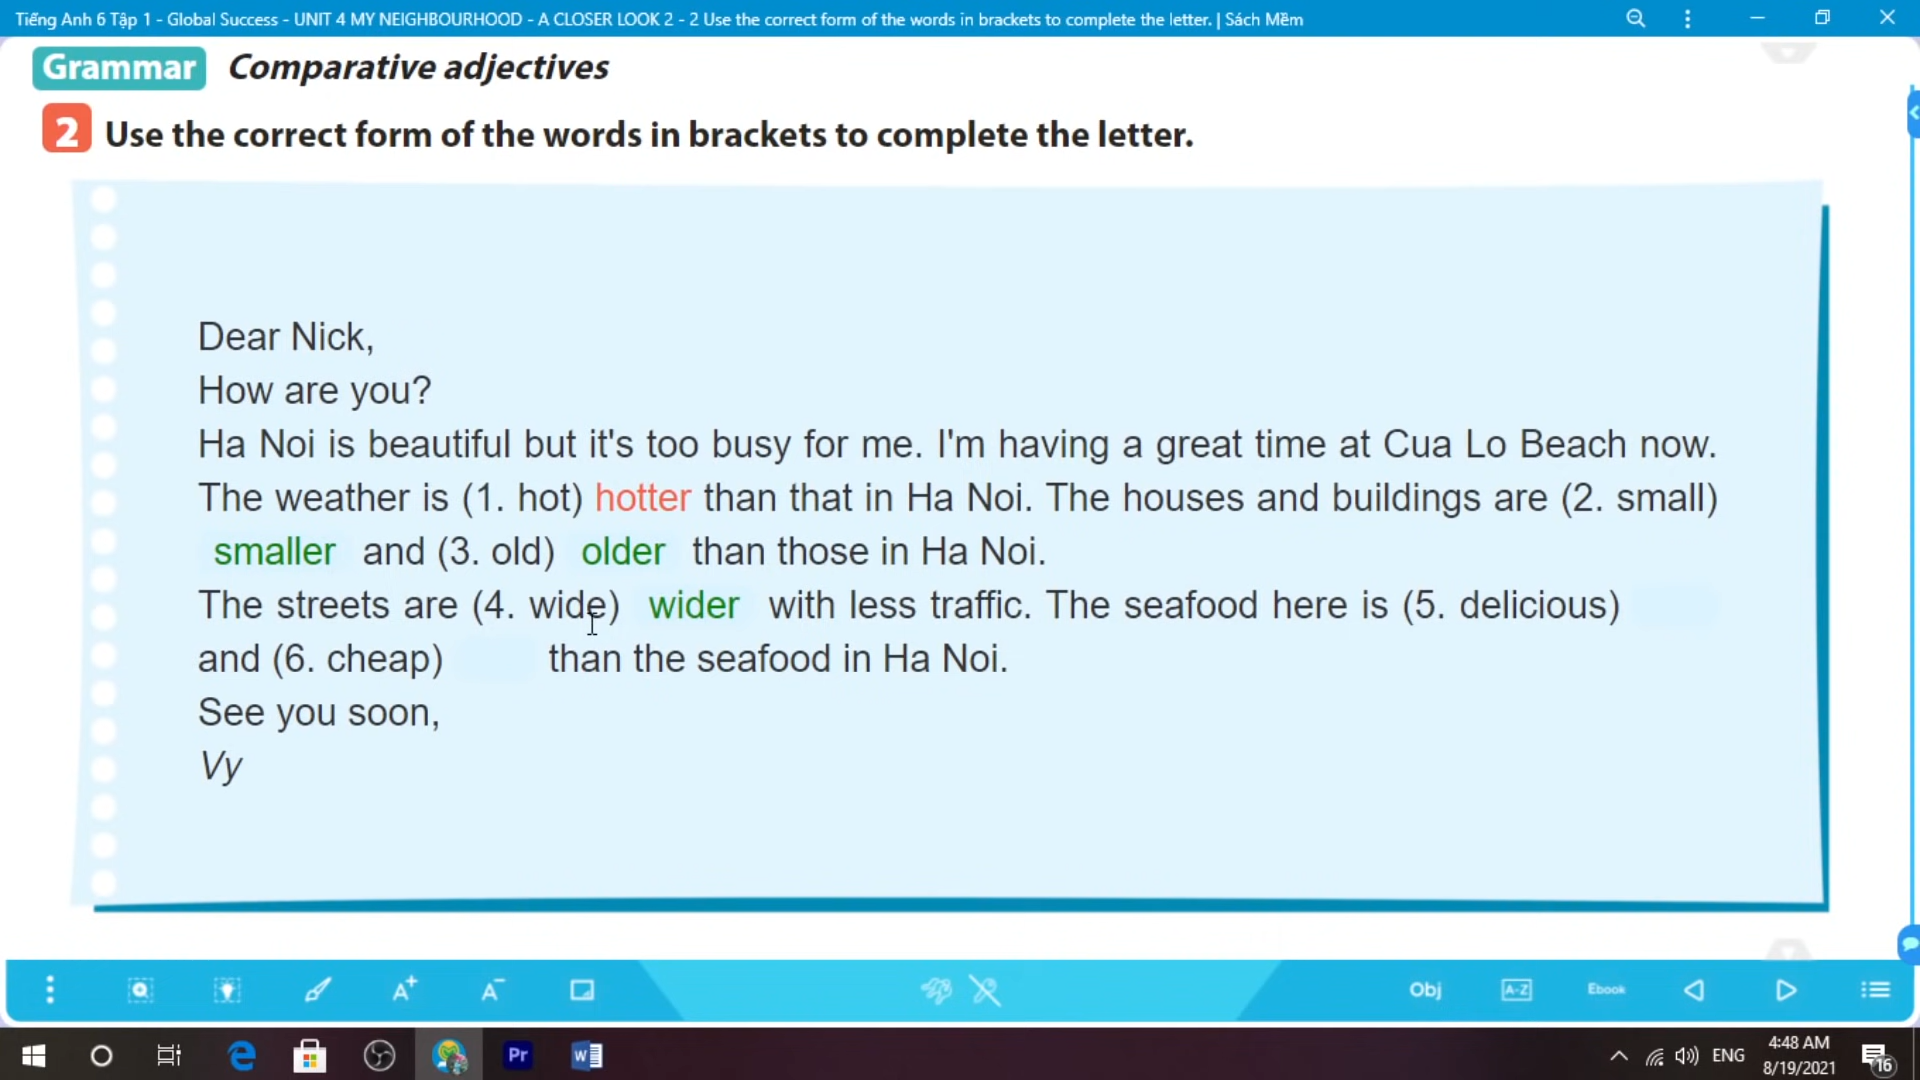 Tiếng Anh 6 Tập 1 - Global Success - UNIT 4 MY NEIGHBOURHOOD - A CLOSER LOOK 2 - 2 Use the correct form of the words in brackets to complete the letter. | Sách Mềm
Grammar Comparative adjectives
2 Use the correct form of the words in brackets to complete the letter.
Dear Nick,
How are you?
Ha Noi is beautiful but it's too busy for me. I'm having a great time at Cua Lo Beach now.
The weather is (1. hot) hotter than that in Ha Noi. The houses and buildings are (2. small)
smaller and (3. old) older than those in Ha Noi.
The streets are (4. wide) wider with less traffic. The seafood here is (5. delicious)
and (6. cheap) than the seafood in Ha Noi.
See you soon,
Vy
A+ A- Obj A-Z Ebook
Pr W ENG 4:48 AM
8/19/2021 16